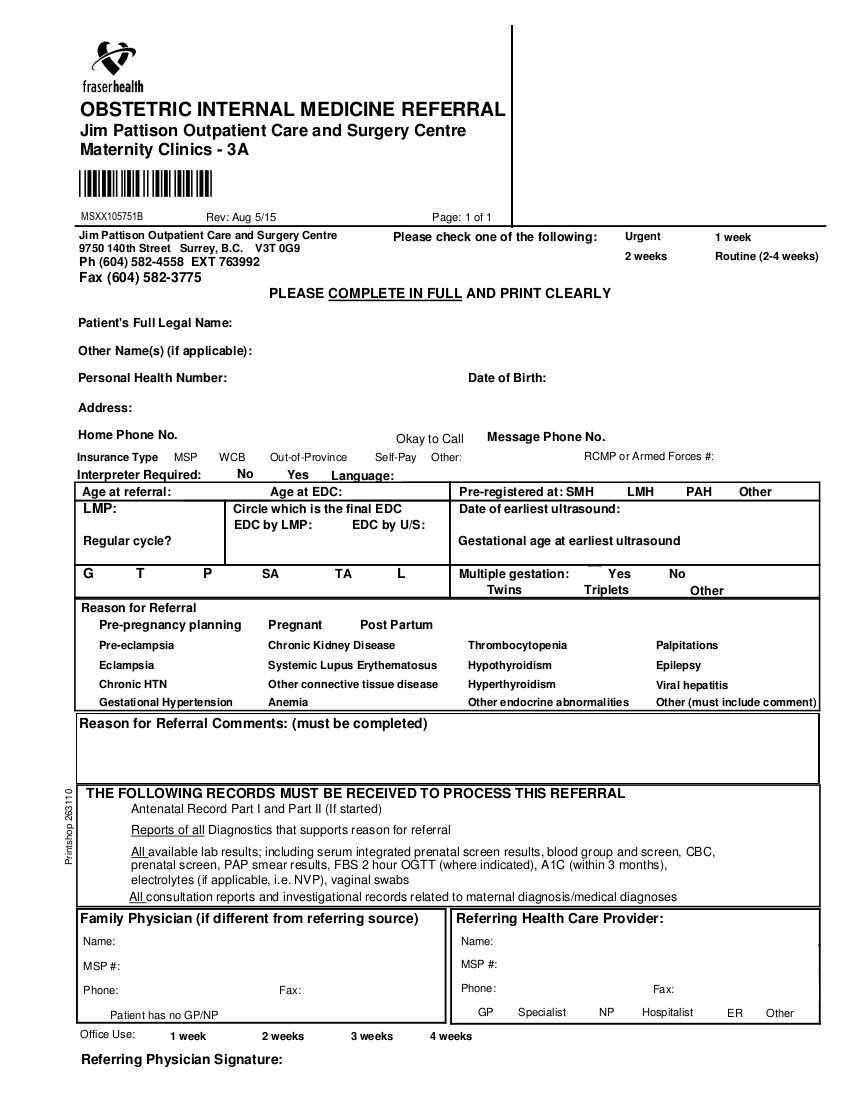 fraserhealth
OBSTETRIC INTERNAL MEDICINE REFERRAL
Jim Pattison Outpatient Care and Surgery Centre
Maternity Clinics - 3A
MSXX105751B Rev: Aug 5/15 Page: 1 of 1
Jim Pattison Outpatient Care and Surgery Centre
9750 140th Street Surrey, B.C. V3T 0G9
Ph (604) 582-4558 EXT 763992
Fax (604) 582-3775
Please check one of the following: Urgent 1 week
2 weeks Routine (2-4 weeks)
PLEASE COMPLETE IN FULL AND PRINT CLEARLY
Patient's Full Legal Name:
Other Name(s) (if applicable):
Personal Health Number: Date of Birth:
Address:
Home Phone No. Okay to Call Message Phone No.
Insurance Type MSP WCB Out-of-Province Self-Pay Other: RCMP or Armed Forces #:
Interpreter Required: No Yes Language:
Age at referral: Age at EDC: Pre-registered at: SMH LMH PAH Other
LMP: Circle which is the final EDC Date of earliest ultrasound:
EDC by LMP: EDC by U/S:
Regular cycle? Gestational age at earliest ultrasound
G T P SA TA L Multiple gestation: Yes No
Twins Triplets Other
Reason for Referral
Pre-pregnancy planning Pregnant Post Partum
Pre-eclampsia Chronic Kidney Disease Thrombocytopenia Palpitations
Eclampsia Systemic Lupus Erythematosus Hypothyroidism Epilepsy
Chronic HTN Other connective tissue disease Hyperthyroidism Viral hepatitis
Gestational Hypertension Anemia Other endocrine abnormalities Other (must include comment)
Reason for Referral Comments: (must be completed)
THE FOLLOWING RECORDS MUST BE RECEIVED TO PROCESS THIS REFERRAL
Antenatal Record Part I and Part II (If started)
Reports of all Diagnostics that supports reason for referral
All available lab results; including serum integrated prenatal screen results, blood group and screen, CBC,
prenatal screen, PAP smear results, FBS 2 hour OGTT (where indicated), A1C (within 3 months),
electrolytes (if applicable, i.e. NVP), vaginal swabs
All consultation reports and investigational records related to maternal diagnosis/medical diagnoses
Printshop 263110
Family Physician (if different from referring source) Referring Health Care Provider:
Name: Name:
MSP #: MSP #:
Phone: Fax: Phone: Fax:
Patient has no GP/NP GP Specialist NP Hospitalist ER Other
Office Use: 1 week 2 weeks 3 weeks 4 weeks
Referring Physician Signature: